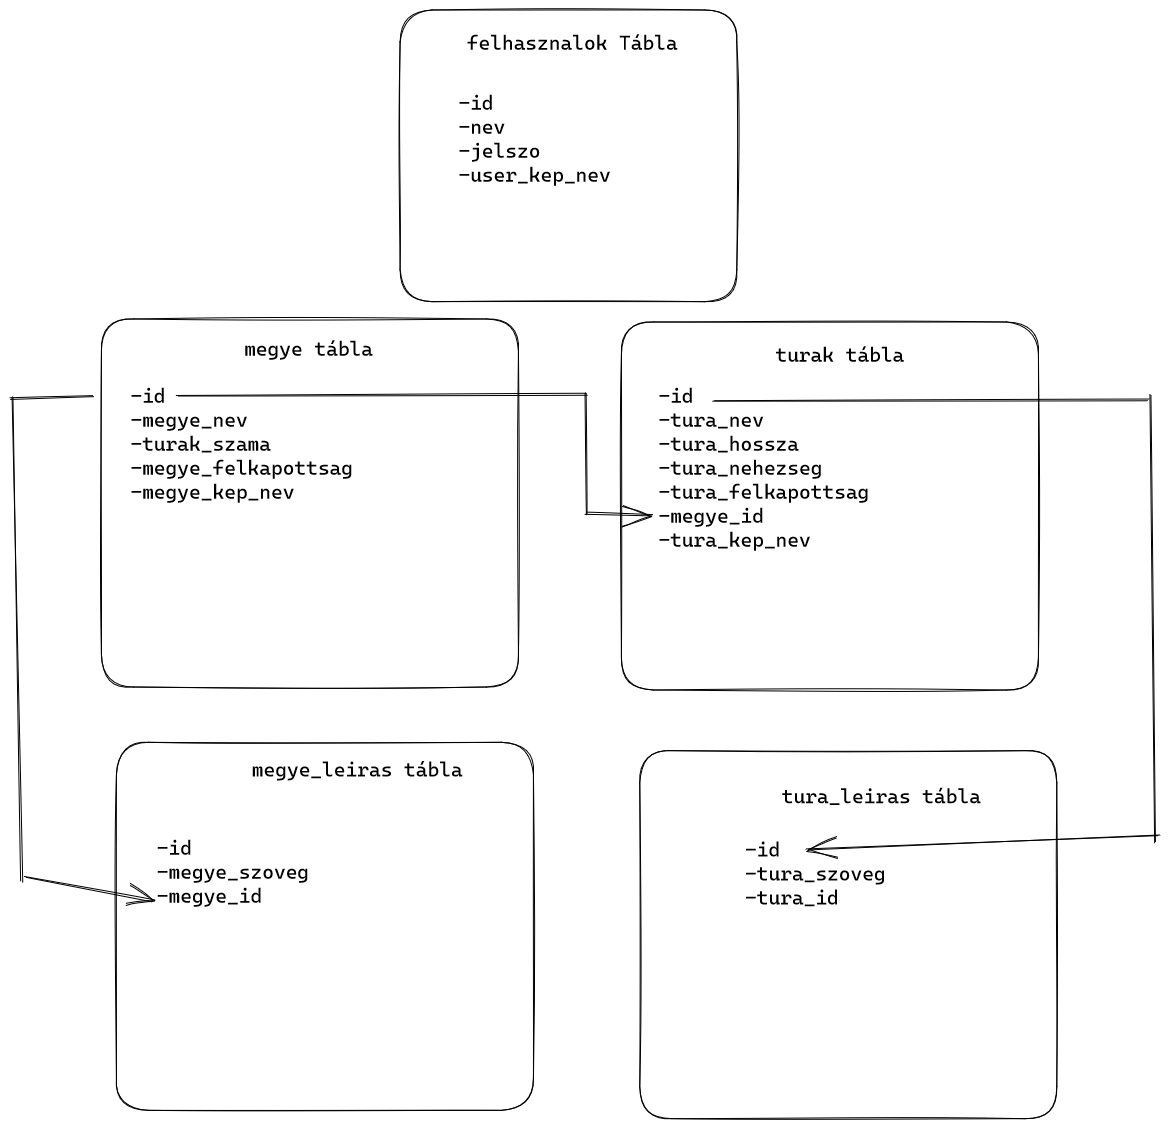 felhasznalok Tábla
-id
-nev
-jelszo
-user_kep_nev
megye tábla
-id
-megye_nev
-turak_szama
-megye_felkapottsag
-megye_kep_nev
turak tábla
-id
-tura_nev
-tura_hossza
-tura_nehezseg
-tura_felkapottsag
-megye_id
-tura_kep_nev
megye_leiras tábla
-id
-megye_szoveg
-megye_id
tura_leiras tábla
-id
-tura_szoveg
-tura_id